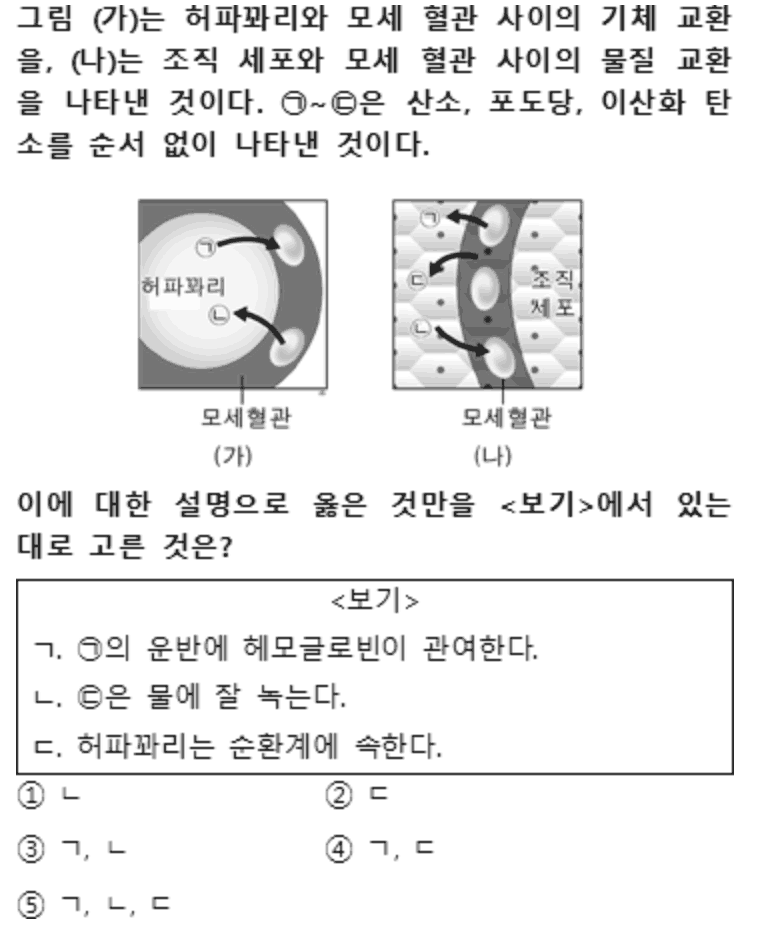 그림 (가)는 허파꽈리와 모세 혈관 사이의 기체 교환
을, (나)는 조직 세포와 모세 혈관 사이의 물질 교환
을 나타낸 것이다. ㉠~㉢은 산소, 포도당, 이산화 탄
소를 순서 없이 나타낸 것이다.
㉠
허파꽈리
㉡
모세혈관
(가)
㉠
㉢
조직
세포
㉡
모세혈관
(나)
이에 대한 설명으로 옳은 것만을 <보기>에서 있는
대로 고른 것은?
<보기>
ㄱ. ㉠의 운반에 헤모글로빈이 관여한다.
ㄴ. ㉢은 물에 잘 녹는다.
ㄷ. 허파꽈리는 순환계에 속한다.
① ㄴ ② ㄷ
③ ㄱ, ㄴ ④ ㄱ, ㄷ
⑤ ㄱ, ㄴ, ㄷ